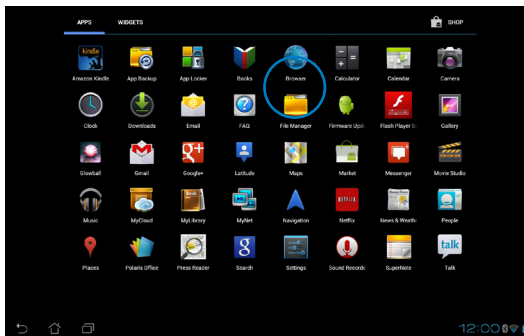 APPS WIDGETS SHOP
kindle
Amazon Kindle App Backup App Locker Books Browser Calculator Calendar Camera
Clock Downloads Email FAQ File Manager Firmware Upd Flash Player S Gallery
Glowball Gmail Google+ Latitude Maps Market Messenger Movie Studio
NETFLIX
Music MyCloud MyLibrary MyNet Navigation Netflix News & Weath People
talk
Places Polaris Office Press Reader Search Settings Sound Recorde SuperNote Talk
12:00